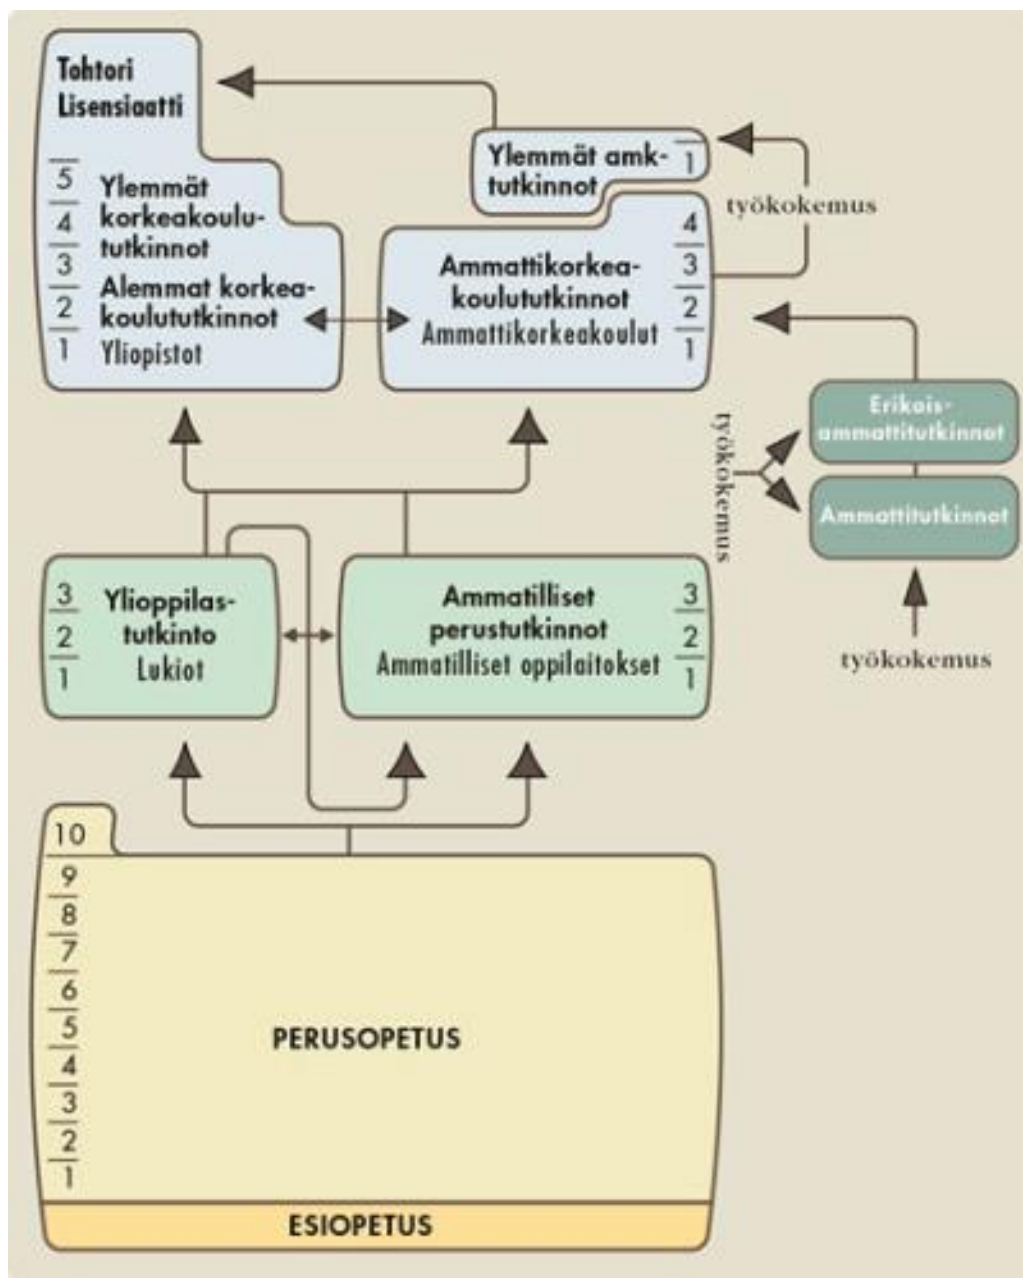 Tohtori
Lisensiaatti
5
4
3
2
1
Ylemmät
korkeakoulu-
tutkinnot
Alemmat korkea-
koulututkinnot
Yliopistot
Ylemmät amk-
tutkinnot
1
työkokemus
Ammattikorkea-
koulututkinnot
Ammattikorkeakoulut
4
3
2
1
Erikois-
ammattitutkinnot
työkokemus
Ammattitutkinnot
työkokemus
3
2
1
Ylioppilas-
tutkinto
Lukiot
Ammatilliset
perustutkinnot
Ammatilliset oppilaitokset
3
2
1
10
9
8
7
6
5
4
3
2
1
PERUSOPETUS
ESIOPETUS